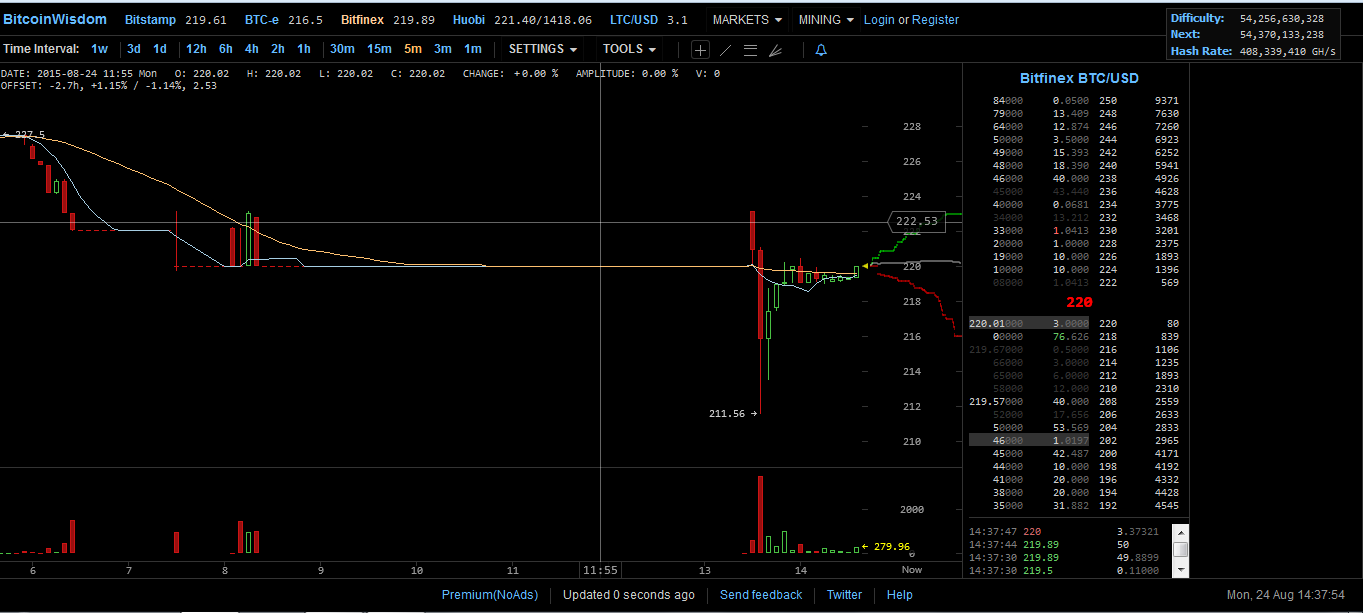 BitcoinWisdom Bitstamp 219.61 BTC-e 216.5 Bitfinex 219.89 Huobi 221.40/1418.06 LTC/USD 3.1 MARKETS MINING Login or Register
Difficulty: 54,256,630,328
Next: 54,370,133,238
Hash Rate: 408,339,410 GH/s
Time Interval: 1w 3d 1d 12h 6h 4h 2h 1h 30m 15m 5m 3m 1m SETTINGS TOOLS
DATE: 2015-08-24 11:55 Mon O: 220.02 H: 220.02 L: 220.02 C: 220.02 CHANGE: +0.00 % AMPLITUDE: 0.00 % V: 0
OFFSET: -2.7h, +1.15% / -1.14%, 2.53
227.5
228
226
224
222.53
220
218
216
214
212
210
211.56
2000
279.96
0
6 7 8 9 10 11 11:55 13 14 Now
Bitfinex BTC/USD
84000 0.0500 250 9371
79000 13.409 248 7630
64000 12.874 246 7260
50000 3.5000 244 6923
49000 15.393 242 6252
48000 18.390 240 5941
46000 40.000 238 4926
45000 43.440 236 4628
40000 0.0681 234 3775
34000 13.212 232 3468
33000 1.0413 230 3201
20000 1.0000 228 2375
19000 10.000 226 1893
10000 10.000 224 1396
08000 1.0413 222 569
220
220.01000 3.0000 220 80
00000 76.626 218 839
219.67000 0.5000 216 1106
66000 3.0000 214 1235
65000 6.0000 212 1893
58000 12.000 210 2310
219.57000 40.000 208 2559
52000 17.656 206 2633
50000 53.569 204 2833
46000 1.0197 202 2965
45000 42.487 200 4171
44000 10.000 198 4192
41000 20.000 196 4332
38000 20.000 194 4428
35000 31.882 192 4545
14:37:47 220 3.37321
14:37:44 219.89 50
14:37:30 219.89 49.8899
14:37:30 219.5 0.11000
Premium(NoAds) Updated 0 seconds ago Send feedback Twitter Help Mon, 24 Aug 14:37:54